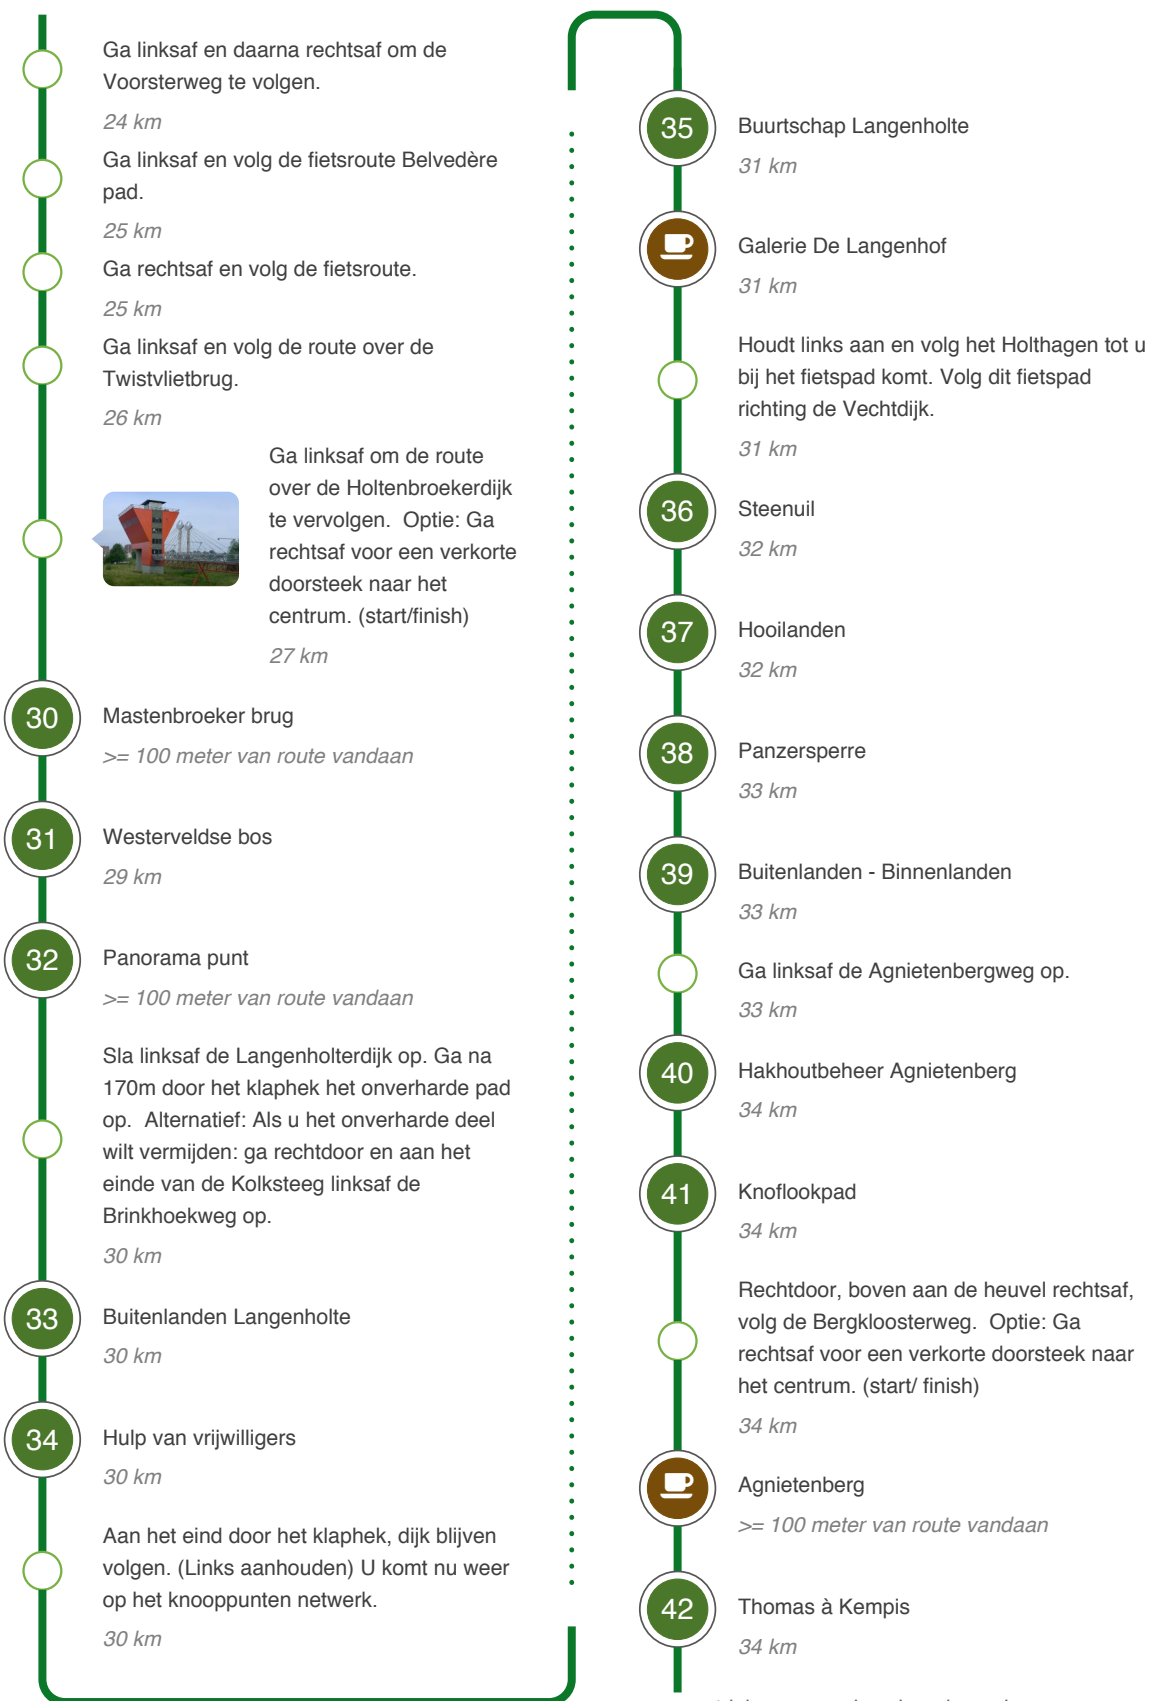 Ga linksaf en daarna rechtsaf om de
Voorsterweg te volgen.
24 km
Ga linksaf en volg de fietsroute Belvedère
pad.
25 km
Ga rechtsaf en volg de fietsroute.
25 km
Ga linksaf en volg de route over de
Twistvlietbrug.
26 km
Ga linksaf om de route
over de Holtenbroekerdijk
te vervolgen.  Optie: Ga
rechtsaf voor een verkorte
doorsteek naar het
centrum. (start/finish)
27 km
30
Mastenbroeker brug
>= 100 meter van route vandaan
31
Westerveldse bos
29 km
32
Panorama punt
>= 100 meter van route vandaan
Sla linksaf de Langenholterdijk op. Ga na
170m door het klaphek het onverharde pad
op.  Alternatief: Als u het onverharde deel
wilt vermijden: ga rechtdoor en aan het
einde van de Kolksteeg linksaf de
Brinkhoekweg op.
30 km
33
Buitenlanden Langenholte
30 km
34
Hulp van vrijwilligers
30 km
Aan het eind door het klaphek, dijk blijven
volgen. (Links aanhouden) U komt nu weer
op het knooppunten netwerk.
30 km
35
Buurtschap Langenholte
31 km
Galerie De Langenhof
31 km
Houdt links aan en volg het Holthagen tot u
bij het fietspad komt. Volg dit fietspad
richting de Vechtdijk.
31 km
36
Steenuil
32 km
37
Hooilanden
32 km
38
Panzersperre
33 km
39
Buitenlanden - Binnenlanden
33 km
Ga linksaf de Agnietenbergweg op.
33 km
40
Hakhoutbeheer Agnietenberg
34 km
41
Knoflookpad
34 km
Rechtdoor, boven aan de heuvel rechtsaf,
volg de Bergkloosterweg.  Optie: Ga
rechtsaf voor een verkorte doorsteek naar
het centrum. (start/ finish)
34 km
Agnietenberg
>= 100 meter van route vandaan
42
Thomas à Kempis
34 km